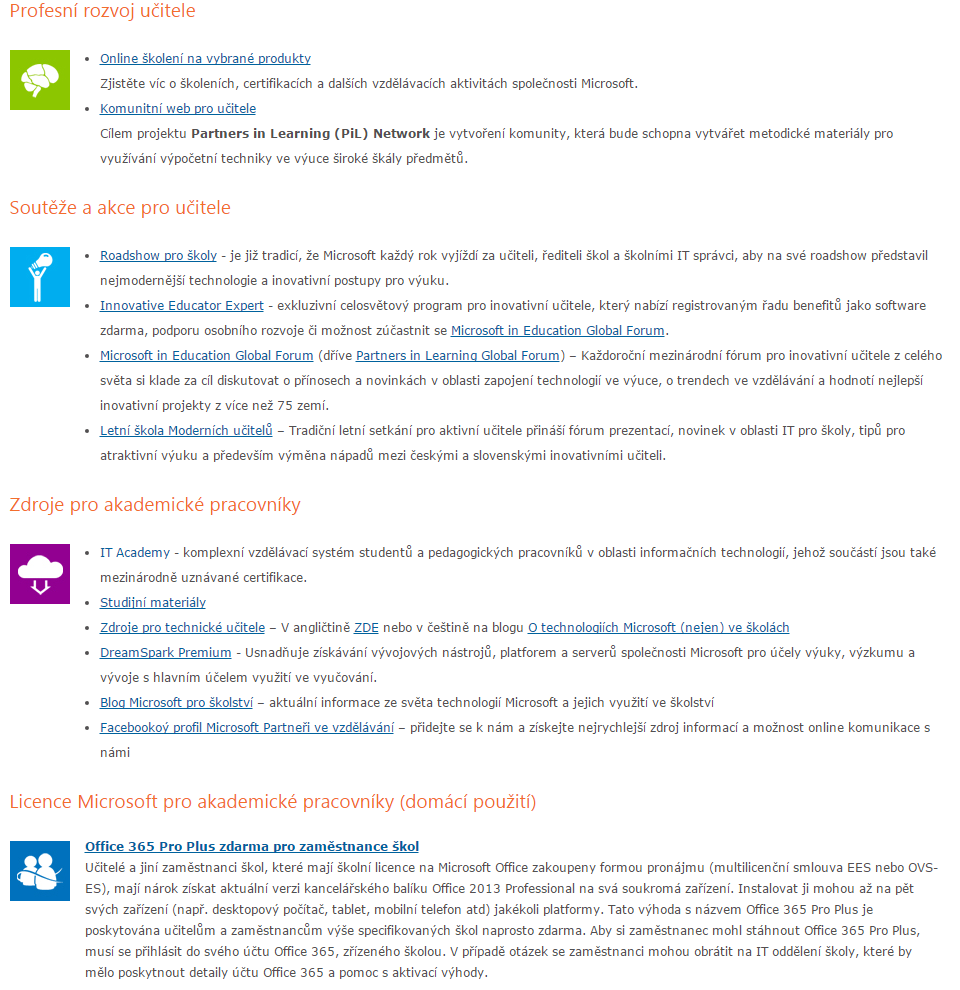 Profesní rozvoj učitele
Online školení na vybrané produkty
Zjistěte víc o školeních, certifikacích a dalších vzdělávacích aktivitách společnosti Microsoft.
Komunitní web pro učitele
Cílem projektu Partners in Learning (PiL) Network je vytvoření komunity, která bude schopna vytvářet metodické materiály pro
využívání výpočetní techniky ve výuce široké škály předmětů.
Soutěže a akce pro učitele
Roadshow pro školy - je již tradicí, že Microsoft každý rok vyjíždí za učiteli, řediteli škol a školními IT správci, aby na své roadshow představil
nejmodernější technologie a inovativní postupy pro výuku.
Innovative Educator Expert - exkluzivní celosvětový program pro inovativní učitele, který nabízí registrovaným řadu benefitů jako software
zdarma, podporu osobního rozvoje či možnost zúčastnit se Microsoft in Education Global Forum.
Microsoft in Education Global Forum (dříve Partners in Learning Global Forum) – Každoroční mezinárodní fórum pro inovativní učitele z celého
světa si klade za cíl diskutovat o přínosech a novinkách v oblasti zapojení technologií ve výuce, o trendech ve vzdělávání a hodnotí nejlepší
inovativní projekty z více než 75 zemí.
Letní škola Moderních učitelů – Tradiční letní setkání pro aktivní učitele přináší fórum prezentací, novinek v oblasti IT pro školy, tipů pro
atraktivní výuku a především výměna nápadů mezi českými a slovenskými inovativními učiteli.
Zdroje pro akademické pracovníky
IT Academy - komplexní vzdělávací systém studentů a pedagogických pracovníků v oblasti informačních technologií, jehož součástí jsou také
mezinárodně uznávané certifikace.
Studijní materiály
Zdroje pro technické učitele – V angličtině ZDE nebo v češtině na blogu O technologiích Microsoft (nejen) ve školách
DreamSpark Premium - Usnadňuje získávání vývojových nástrojů, platforem a serverů společnosti Microsoft pro účely výuky, výzkumu a
vývoje s hlavním účelem využití ve vyučování.
Blog Microsoft pro školství – aktuální informace ze světa technologií Microsoft a jejich využití ve školství
Facebookoý profil Microsoft Partneři ve vzdělávání – přidejte se k nám a získejte nejrychlejší zdroj informací a možnost online komunikace s
námi
Licence Microsoft pro akademické pracovníky (domácí použití)
Office 365 Pro Plus zdarma pro zaměstnance škol
Učitelé a jiní zaměstnanci škol, které mají školní licence na Microsoft Office zakoupeny formou pronájmu (multilicenční smlouva EES nebo OVS-
ES), mají nárok získat aktuální verzi kancelářského balíku Office 2013 Professional na svá soukromá zařízení. Instalovat ji mohou až na pět
svých zařízení (např. desktopový počítač, tablet, mobilní telefon atd) jakékoli platformy. Tato výhoda s názvem Office 365 Pro Plus je
poskytována učitelům a zaměstnancům výše specifikovaných škol naprosto zdarma. Aby si zaměstnanec mohl stáhnout Office 365 Pro Plus,
musí se přihlásit do svého účtu Office 365, zřízeného školou. V případě otázek se zaměstnanci mohou obrátit na IT oddělení školy, které by
mělo poskytnout detaily účtu Office 365 a pomoc s aktivací výhody.